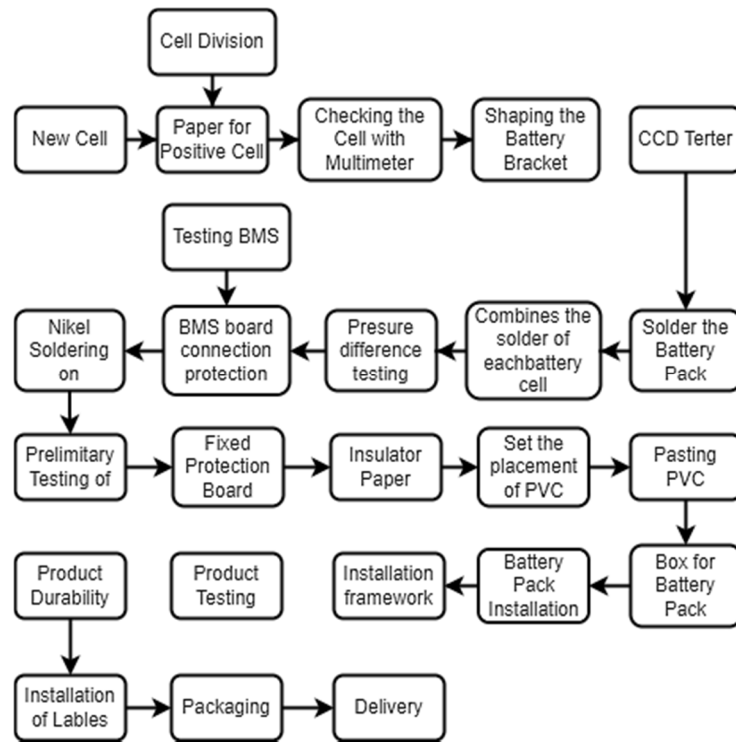 Cell Division
New Cell
Paper for
Positive Cell
Checking the
Cell with
Multimeter
Shaping the
Battery
Bracket
CCD Terter
Testing BMS
Nikel
Soldering
on
BMS board
connection
protection
Presure
difference
testing
Combines the
solder of
eachbattery
cell
Solder the
Battery
Pack
Prelimitary
Testing of
Fixed
Protection
Board
Insulator
Paper
Set the
placement
of PVC
Pasting
PVC
Product
Durability
Product
Testing
Installation
framework
Battery
Pack
Installation
Box for
Battery
Pack
Installation
of Lables
Packaging
Delivery